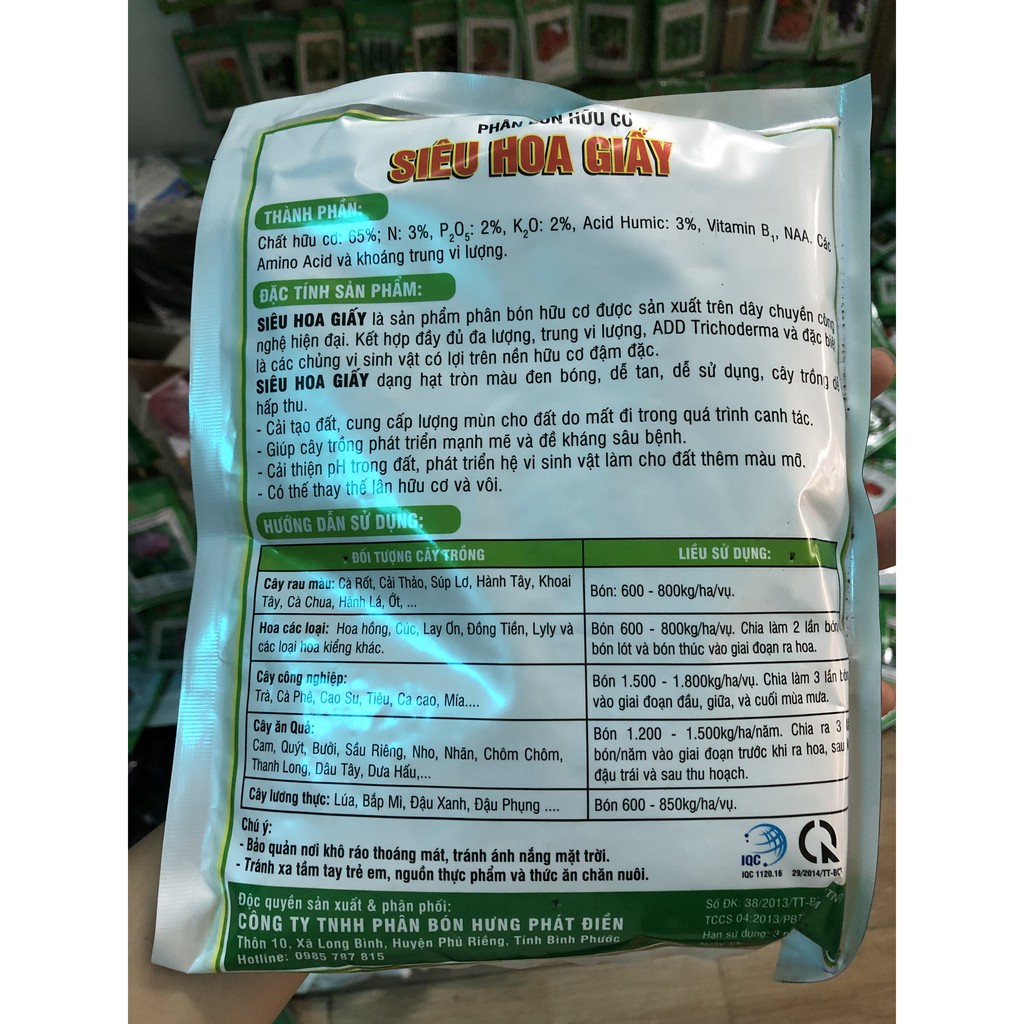 PHÂN BÓN HỮU CƠ
SIÊU HOA GIẤY
THÀNH PHẦN:
Chất hữu cơ: 65%; N: 3%, P₂O₅: 2%, K₂O: 2%, Acid Humic: 3%, Vitamin B₁, NAA. Các
Amino Acid và khoáng trung vi lượng.
ĐẶC TÍNH SẢN PHẨM:
SIÊU HOA GIẤY là sản phẩm phân bón hữu cơ được sản xuất trên dây chuyền công
nghệ hiện đại. Kết hợp đầy đủ đa lượng, trung vi lượng, ADD Trichoderma và đặc biệt
là các chủng vi sinh vật có lợi trên nền hữu cơ đậm đặc.
SIÊU HOA GIẤY dạng hạt tròn màu đen bóng, dễ tan, dễ sử dụng, cây trồng dễ
hấp thu.
- Cải tạo đất, cung cấp lượng mùn cho đất do mất đi trong quá trình canh tác.
- Giúp cây trồng phát triển mạnh mẽ và đề kháng sâu bệnh.
- Cải thiện pH trong đất, phát triển hệ vi sinh vật làm cho đất thêm màu mỡ.
- Có thể thay thế lân hữu cơ và vôi.
HƯỚNG DẪN SỬ DỤNG:
ĐỐI TƯỢNG CÂY TRỒNG
LIỀU SỬ DỤNG:
Cây rau màu: Cà Rốt, Cải Thảo, Súp Lơ, Hành Tây, Khoai
Tây, Cà Chua, Hành Lá, Ớt, ...
Bón: 600 - 800kg/ha/vụ.
Hoa các loại: Hoa hồng, Cúc, Lay Ơn, Đồng Tiền, Lyly và
các loại hoa kiểng khác.
Bón 600 - 800kg/ha/vụ. Chia làm 2 lần bón
bón lót và bón thúc vào giai đoạn ra hoa.
Cây công nghiệp:
Trà, Cà Phê, Cao Su, Tiêu, Ca cao, Mía....
Bón 1.500 - 1.800kg/ha/vụ. Chia làm 3 lần bón
vào giai đoạn đầu, giữa, và cuối mùa mưa.
Cây ăn Quả:
Cam, Quýt, Bưởi, Sầu Riêng, Nho, Nhãn, Chôm Chôm,
Thanh Long, Dâu Tây, Dưa Hấu,...
Bón 1.200 - 1.500kg/ha/năm. Chia ra 3
bón/năm vào giai đoạn trước khi ra hoa, sau
đậu trái và sau thu hoạch.
Cây lương thực: Lúa, Bắp Mì, Đậu Xanh, Đậu Phụng ....
Bón 600 - 850kg/ha/vụ.
Chú ý:
- Bảo quản nơi khô ráo thoáng mát, tránh ánh nắng mặt trời.
- Tránh xa tầm tay trẻ em, nguồn thực phẩm và thức ăn chăn nuôi.
IQC
IQC 1120.16
29/2014/TT-BCT
Độc quyền sản xuất & phân phối:
CÔNG TY TNHH PHÂN BÓN HƯNG PHÁT ĐIỀN
Thôn 10, Xã Long Bình, Huyện Phú Riềng, Tỉnh Bình Phước
Hotline: 0985 787 815
Số ĐK: 38/2013/TT-B
TCCS 04:2013/PB
Hạn sử dụng: 3